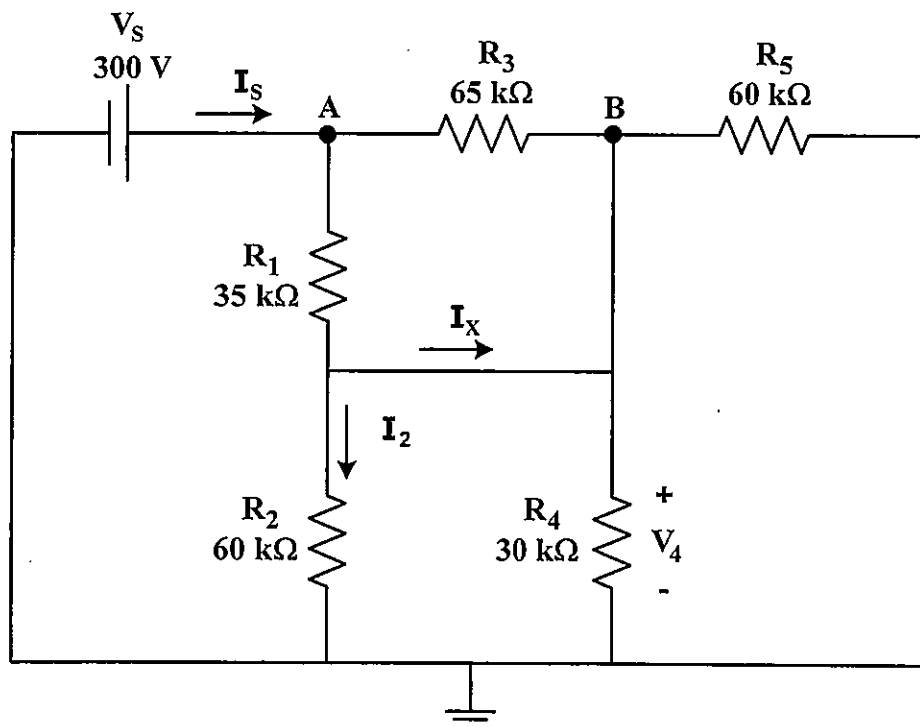 V_S
300 V
I_S
A
R_3
65 kΩ
B
R_5
60 kΩ
R_1
35 kΩ
I_X
I_2
R_2
60 kΩ
R_4
30 kΩ
+
V_4
-